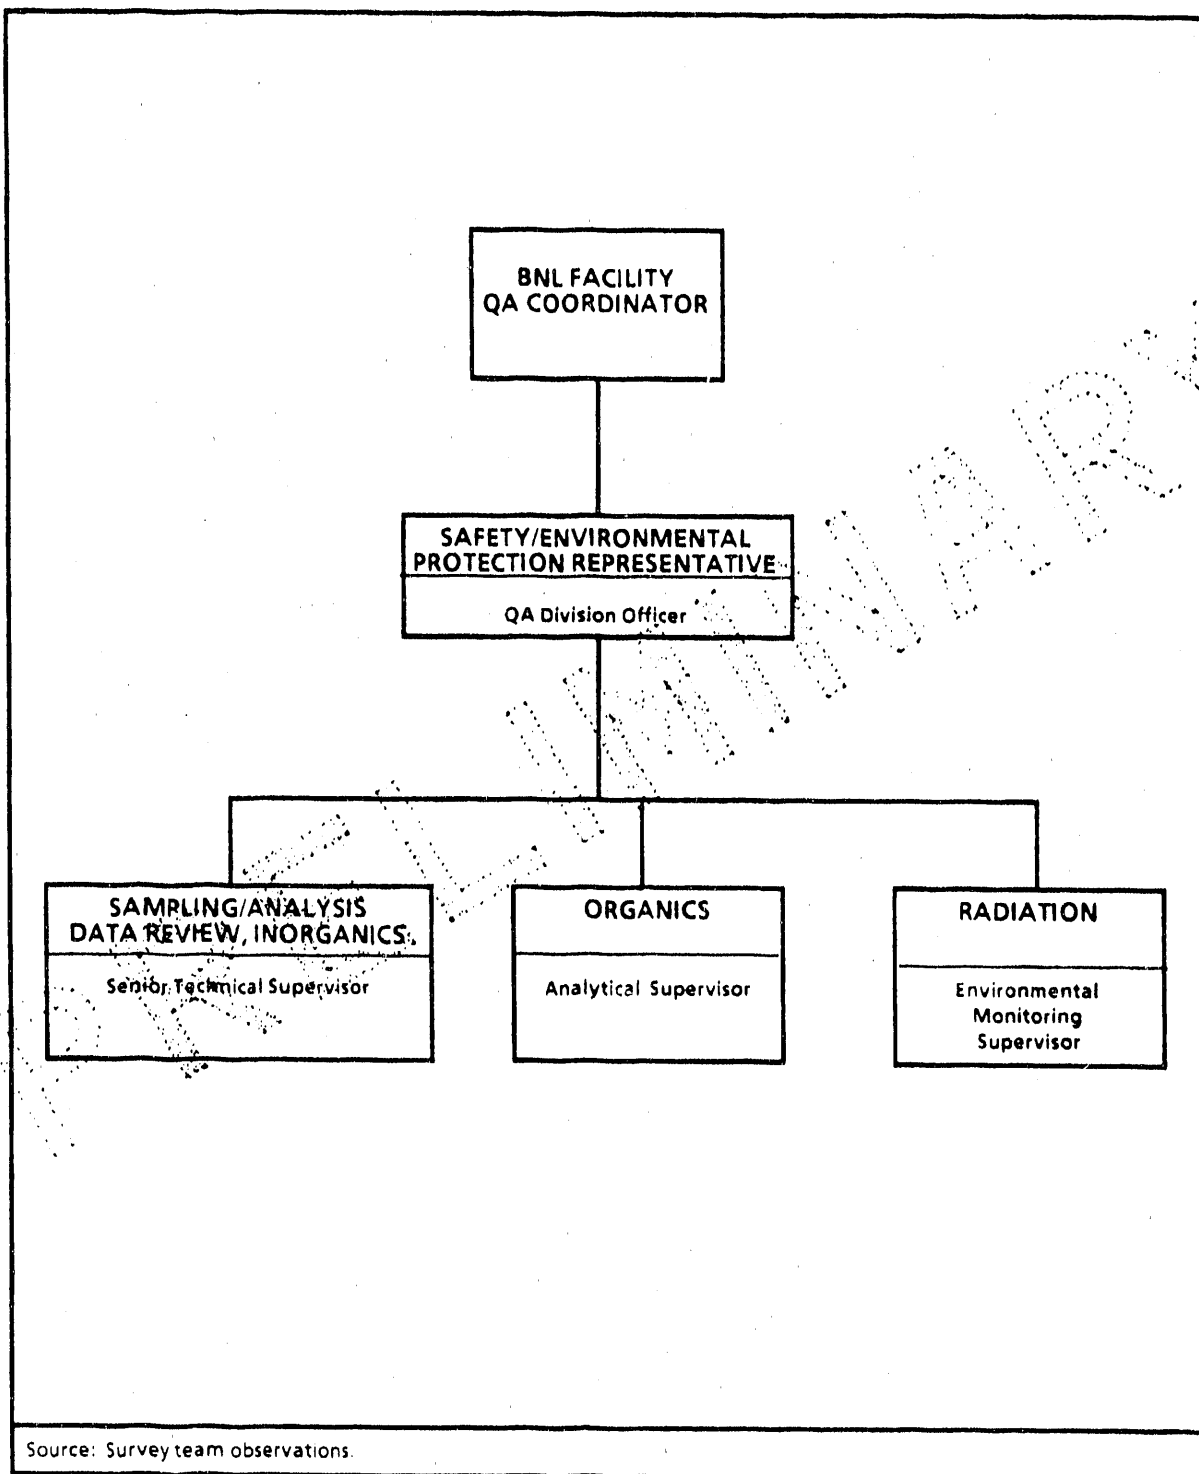 BNL FACILITY
QA COORDINATOR
SAFETY/ENVIRONMENTAL
PROTECTION REPRESENTATIVE
QA Division Officer
SAMPLING/ANALYSIS
DATA REVIEW, INORGANICS
Senior Technical Supervisor
ORGANICS
Analytical Supervisor
RADIATION
Environmental
Monitoring
Supervisor
PRELIMINARY
Source: Survey team observations.